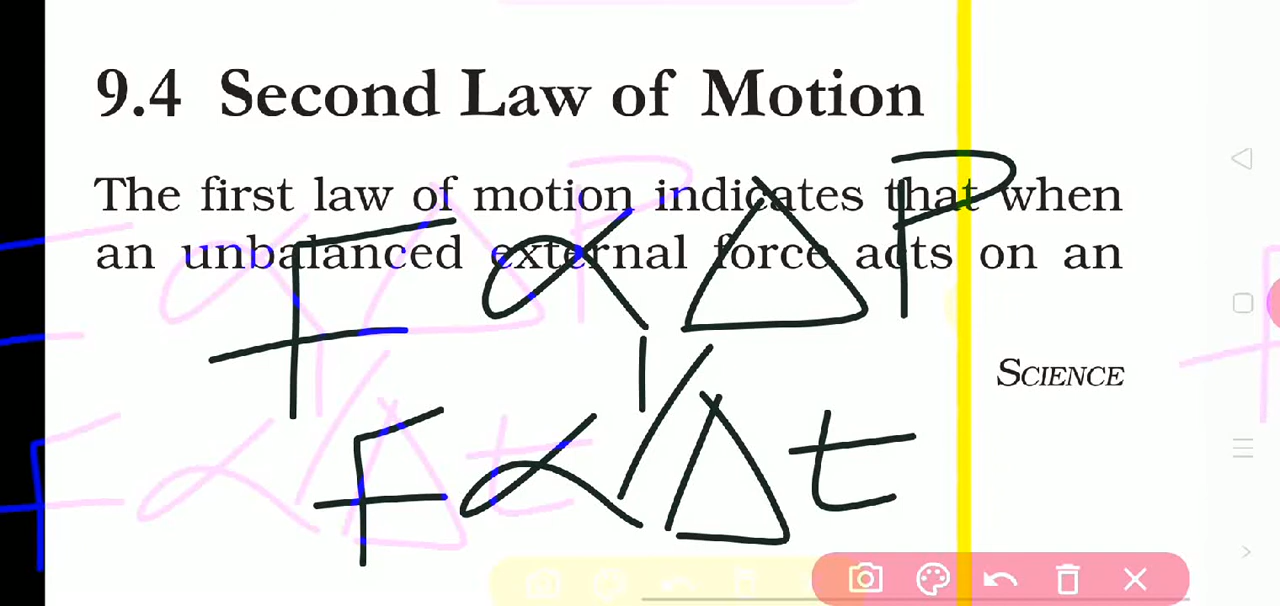 9.4 Second Law of Motion
The first law of motion indicates that when
an unbalanced external force acts on an
F α Δ P
SCIENCE
F α 1/Δt